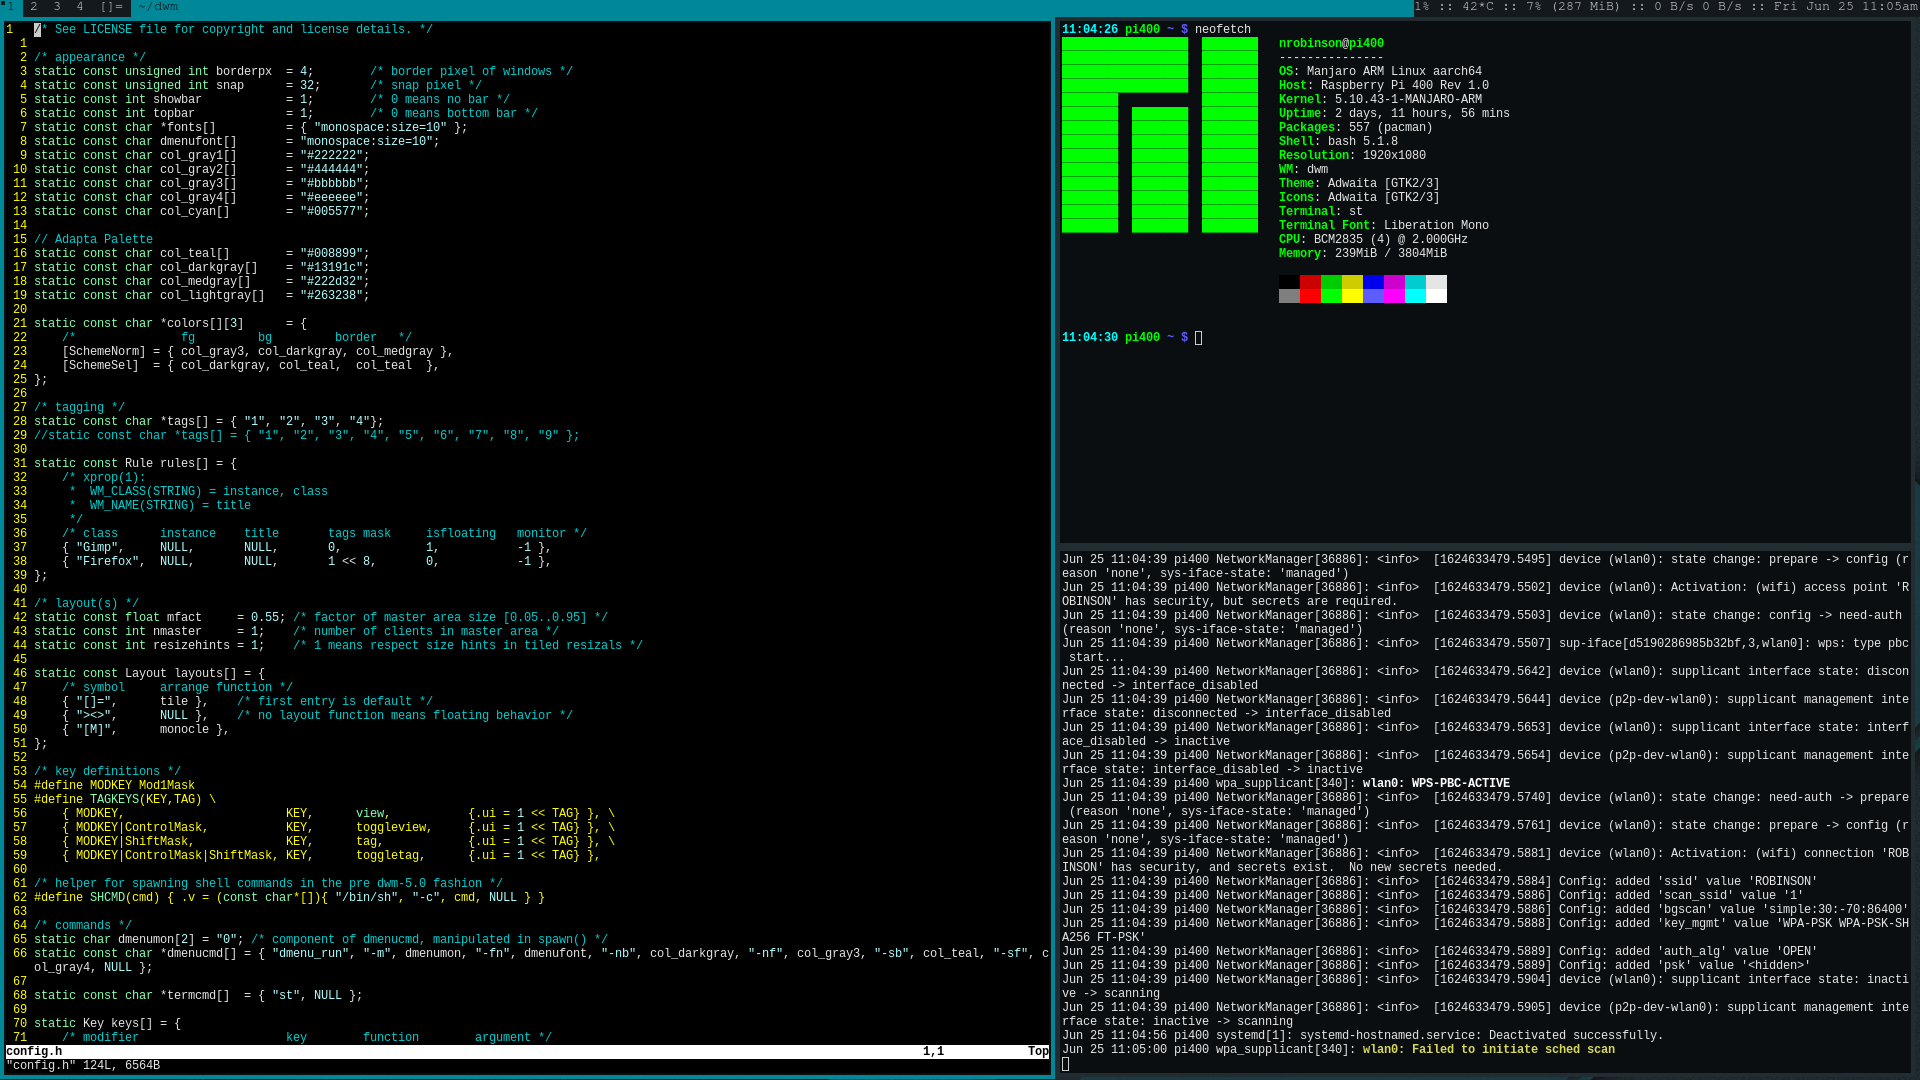 1 2 3 4 []= ~/dwm 1% :: 42*C :: 7% (287 MiB) :: 0 B/s 0 B/s :: Fri Jun 25 11:05am
1 /* See LICENSE file for copyright and license details. */
1
2 /* appearance */
3 static const unsigned int borderpx  = 4;        /* border pixel of windows */
4 static const unsigned int snap      = 32;       /* snap pixel */
5 static const int showbar            = 1;        /* 0 means no bar */
6 static const int topbar             = 1;        /* 0 means bottom bar */
7 static const char *fonts[]          = { "monospace:size=10" };
8 static const char dmenufont[]       = "monospace:size=10";
9 static const char col_gray1[]       = "#222222";
10 static const char col_gray2[]       = "#444444";
11 static const char col_gray3[]       = "#bbbbbb";
12 static const char col_gray4[]       = "#eeeeee";
13 static const char col_cyan[]        = "#005577";
14
15 // Adapta Palette
16 static const char col_teal[]        = "#008899";
17 static const char col_darkgray[]    = "#13191c";
18 static const char col_medgray[]     = "#222d32";
19 static const char col_lightgray[]   = "#263238";
20
21 static const char *colors[][3]      = {
22     /*               fg         bg         border   */
23     [SchemeNorm] = { col_gray3, col_darkgray, col_medgray },
24     [SchemeSel]  = { col_darkgray, col_teal,  col_teal  },
25 };
26
27 /* tagging */
28 static const char *tags[] = { "1", "2", "3", "4"};
29 //static const char *tags[] = { "1", "2", "3", "4", "5", "6", "7", "8", "9" };
30
31 static const Rule rules[] = {
32     /* xprop(1):
33      *  WM_CLASS(STRING) = instance, class
34      *  WM_NAME(STRING) = title
35      */
36     /* class      instance    title       tags mask     isfloating   monitor */
37     { "Gimp",     NULL,       NULL,       0,            1,           -1 },
38     { "Firefox",  NULL,       NULL,       1 << 8,       0,           -1 },
39 };
40
41 /* layout(s) */
42 static const float mfact     = 0.55; /* factor of master area size [0.05..0.95] */
43 static const int nmaster     = 1;    /* number of clients in master area */
44 static const int resizehints = 1;    /* 1 means respect size hints in tiled resizals */
45
46 static const Layout layouts[] = {
47     /* symbol     arrange function */
48     { "[]=",      tile },    /* first entry is default */
49     { "><>",      NULL },    /* no layout function means floating behavior */
50     { "[M]",      monocle },
51 };
52
53 /* key definitions */
54 #define MODKEY Mod1Mask
55 #define TAGKEYS(KEY,TAG) \
56     { MODKEY,                       KEY,      view,           {.ui = 1 << TAG} }, \
57     { MODKEY|ControlMask,           KEY,      toggleview,     {.ui = 1 << TAG} }, \
58     { MODKEY|ShiftMask,             KEY,      tag,            {.ui = 1 << TAG} }, \
59     { MODKEY|ControlMask|ShiftMask, KEY,      toggletag,      {.ui = 1 << TAG} },
60
61 /* helper for spawning shell commands in the pre dwm-5.0 fashion */
62 #define SHCMD(cmd) { .v = (const char*[]){ "/bin/sh", "-c", cmd, NULL } }
63
64 /* commands */
65 static char dmenumon[2] = "0"; /* component of dmenucmd, manipulated in spawn() */
66 static const char *dmenucmd[] = { "dmenu_run", "-m", dmenumon, "-fn", dmenufont, "-nb", col_darkgray, "-nf", col_gray3, "-sb", col_teal, "-sf", c
ol_gray4, NULL };
67
68 static const char *termcmd[]  = { "st", NULL };
69
70 static Key keys[] = {
71     /* modifier                     key        function        argument */
config.h 1,1 Top
"config.h" 124L, 6564B
11:04:26 pi400 ~ $ neofetch
nrobinson@pi400
---------------
OS: Manjaro ARM Linux aarch64
Host: Raspberry Pi 400 Rev 1.0
Kernel: 5.10.43-1-MANJARO-ARM
Uptime: 2 days, 11 hours, 56 mins
Packages: 557 (pacman)
Shell: bash 5.1.8
Resolution: 1920x1080
WM: dwm
Theme: Adwaita [GTK2/3]
Icons: Adwaita [GTK2/3]
Terminal: st
Terminal Font: Liberation Mono
CPU: BCM2835 (4) @ 2.000GHz
Memory: 239MiB / 3804MiB
11:04:30 pi400 ~ $
Jun 25 11:04:39 pi400 NetworkManager[36886]: <info>  [1624633479.5495] device (wlan0): state change: prepare -> config (r
eason 'none', sys-iface-state: 'managed')
Jun 25 11:04:39 pi400 NetworkManager[36886]: <info>  [1624633479.5502] device (wlan0): Activation: (wifi) access point 'R
OBINSON' has security, but secrets are required.
Jun 25 11:04:39 pi400 NetworkManager[36886]: <info>  [1624633479.5503] device (wlan0): state change: config -> need-auth
(reason 'none', sys-iface-state: 'managed')
Jun 25 11:04:39 pi400 NetworkManager[36886]: <info>  [1624633479.5507] sup-iface[d5190286985b32bf,3,wlan0]: wps: type pbc
 start...
Jun 25 11:04:39 pi400 NetworkManager[36886]: <info>  [1624633479.5642] device (wlan0): supplicant interface state: discon
nected -> interface_disabled
Jun 25 11:04:39 pi400 NetworkManager[36886]: <info>  [1624633479.5644] device (p2p-dev-wlan0): supplicant management inte
rface state: disconnected -> interface_disabled
Jun 25 11:04:39 pi400 NetworkManager[36886]: <info>  [1624633479.5653] device (wlan0): supplicant interface state: interf
ace_disabled -> inactive
Jun 25 11:04:39 pi400 NetworkManager[36886]: <info>  [1624633479.5654] device (p2p-dev-wlan0): supplicant management inte
rface state: interface_disabled -> inactive
Jun 25 11:04:39 pi400 wpa_supplicant[340]: wlan0: WPS-PBC-ACTIVE
Jun 25 11:04:39 pi400 NetworkManager[36886]: <info>  [1624633479.5740] device (wlan0): state change: need-auth -> prepare
 (reason 'none', sys-iface-state: 'managed')
Jun 25 11:04:39 pi400 NetworkManager[36886]: <info>  [1624633479.5761] device (wlan0): state change: prepare -> config (r
eason 'none', sys-iface-state: 'managed')
Jun 25 11:04:39 pi400 NetworkManager[36886]: <info>  [1624633479.5881] device (wlan0): Activation: (wifi) connection 'ROB
INSON' has security, and secrets exist.  No new secrets needed.
Jun 25 11:04:39 pi400 NetworkManager[36886]: <info>  [1624633479.5884] Config: added 'ssid' value 'ROBINSON'
Jun 25 11:04:39 pi400 NetworkManager[36886]: <info>  [1624633479.5886] Config: added 'scan_ssid' value '1'
Jun 25 11:04:39 pi400 NetworkManager[36886]: <info>  [1624633479.5886] Config: added 'bgscan' value 'simple:30:-70:86400'
Jun 25 11:04:39 pi400 NetworkManager[36886]: <info>  [1624633479.5888] Config: added 'key_mgmt' value 'WPA-PSK WPA-PSK-SH
A256 FT-PSK'
Jun 25 11:04:39 pi400 NetworkManager[36886]: <info>  [1624633479.5889] Config: added 'auth_alg' value 'OPEN'
Jun 25 11:04:39 pi400 NetworkManager[36886]: <info>  [1624633479.5889] Config: added 'psk' value '<hidden>'
Jun 25 11:04:39 pi400 NetworkManager[36886]: <info>  [1624633479.5904] device (wlan0): supplicant interface state: inacti
ve -> scanning
Jun 25 11:04:39 pi400 NetworkManager[36886]: <info>  [1624633479.5905] device (p2p-dev-wlan0): supplicant management inte
rface state: inactive -> scanning
Jun 25 11:04:56 pi400 systemd[1]: systemd-hostnamed.service: Deactivated successfully.
Jun 25 11:05:00 pi400 wpa_supplicant[340]: wlan0: Failed to initiate sched scan